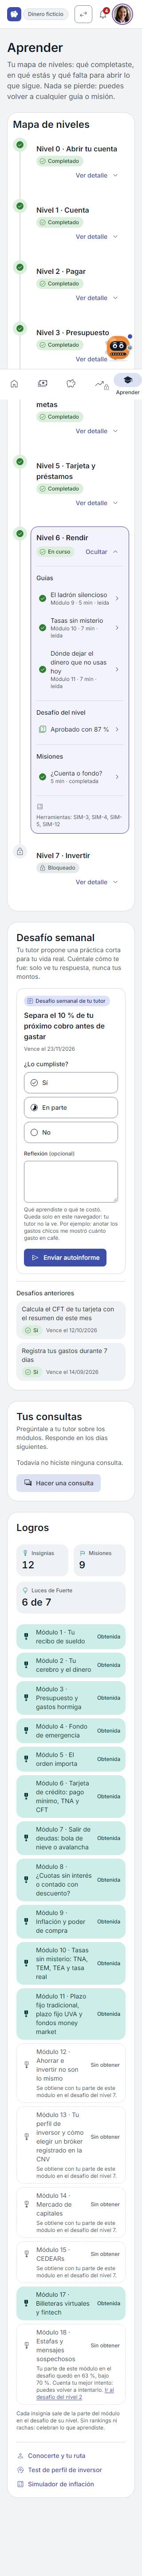 Dinero ficticio
4
Aprender
Tu mapa de niveles: qué completaste,
en qué estás y qué falta para abrir lo
que sigue. Nada se pierde: puedes
volver a cualquier guía o misión.
Mapa de niveles
Nivel 0 · Abrir tu cuenta
Completado
Ver detalle
Nivel 1 · Cuenta
Completado
Ver detalle
Nivel 2 · Pagar
Completado
Ver detalle
Nivel 3 · Presupuesto
Completado
Ver detalle
Aprender
metas
Completado
Ver detalle
Nivel 5 · Tarjeta y
préstamos
Completado
Ver detalle
Nivel 6 · Rendir
En curso
Ocultar
Guías
El ladrón silencioso
Módulo 9 · 5 min · leída
Tasas sin misterio
Módulo 10 · 7 min ·
leída
Dónde dejar el
dinero que no usas
hoy
Módulo 11 · 7 min ·
leída
Desafío del nivel
Aprobado con 87 %
Misiones
¿Cuenta o fondo?
5 min · completada
Herramientas: SIM-3, SIM-4, SIM-
5, SIM-12
Nivel 7 · Invertir
Bloqueado
Ver detalle
Desafío semanal
Tu tutor propone una práctica corta
para tu vida real. Cuéntale cómo te
fue: solo ve tu respuesta, nunca tus
montos.
Desafío semanal de tu tutor
Separa el 10 % de tu
próximo cobro antes de
gastar
Vence el 23/11/2026
¿Lo cumpliste?
Sí
En parte
No
Reflexión (opcional)
Qué aprendiste o qué te costó.
Queda solo en este navegador: tu
tutor no la ve. Por ejemplo: anotar los
gastos chicos me mostró cuánto
gasto en café.
Enviar autoinforme
Desafíos anteriores
Calcula el CFT de tu tarjeta con
el resumen de este mes
Sí
Vence el 12/10/2026
Registra tus gastos durante 7
días
Sí
Vence el 14/09/2026
Tus consultas
Pregúntale a tu tutor sobre los
módulos. Responde en los días
siguientes.
Todavía no hiciste ninguna consulta.
Hacer una consulta
Logros
Insignias
12
Misiones
9
Luces de Fuerte
6 de 7
Módulo 1 · Tu
recibo de sueldo
Obtenida
Módulo 2 · Tu
cerebro y el dinero
Obtenida
Módulo 3 ·
Presupuesto y
gastos hormiga
Obtenida
Módulo 4 · Fondo
de emergencia
Obtenida
Módulo 5 · El
orden importa
Obtenida
Módulo 6 · Tarjeta
de crédito: pago
mínimo, TNA y
CFT
Obtenida
Módulo 7 · Salir de
deudas: bola de
nieve o avalancha
Obtenida
Módulo 8 ·
¿Cuotas sin interés
o contado con
descuento?
Obtenida
Módulo 9 ·
Inflación y poder
de compra
Obtenida
Módulo 10 · Tasas
sin misterio: TNA,
TEM, TEA y tasa
real
Obtenida
Módulo 11 · Plazo
fijo tradicional,
plazo fijo UVA y
fondos money
market
Obtenida
Módulo 12 ·
Ahorrar e
invertir no son
lo mismo
Sin obtener
Se obtiene con tu parte de este
módulo en el desafío del nivel 7.
Módulo 13 · Tu
perfil de
inversor y cómo
elegir un bróker
registrado en la
CNV
Sin obtener
Se obtiene con tu parte de este
módulo en el desafío del nivel 7.
Módulo 14 ·
Mercado de
capitales
Sin obtener
Se obtiene con tu parte de este
módulo en el desafío del nivel 7.
Módulo 15 ·
CEDEARs
Sin obtener
Se obtiene con tu parte de este
módulo en el desafío del nivel 7.
Módulo 17 ·
Billeteras virtuales
y fintech
Obtenida
Módulo 18 ·
Estafas y
mensajes
sospechosos
Sin obtener
Tu parte de este módulo en el
desafío quedó en 63 %, bajo
70 %. Cuenta tu mejor intento:
puedes volver a intentarlo. Ir al
desafío del nivel 2
Cada insignia sale de la parte del módulo
en el desafío de su nivel. Sin rankings ni
rachas: celebran lo que aprendiste.
Conocerte y tu ruta
Test de perfil de inversor
Simulador de inflación